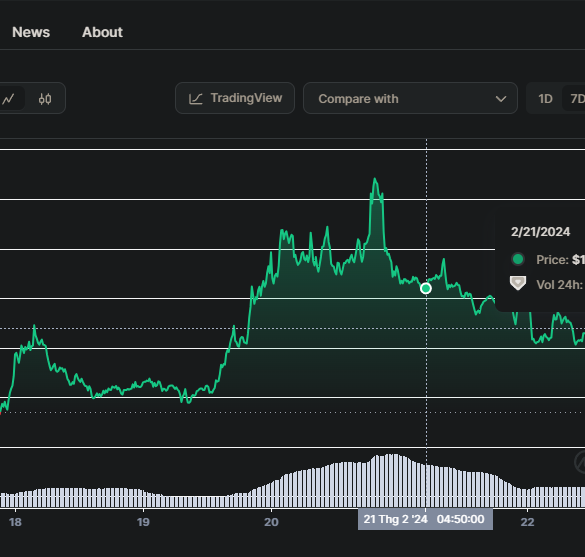 News About
TradingView Compare with 1D 7D
2/21/2024
Price: $1
Vol 24h:
18 19 20 21 Thg 2 '24 04:50:00 22